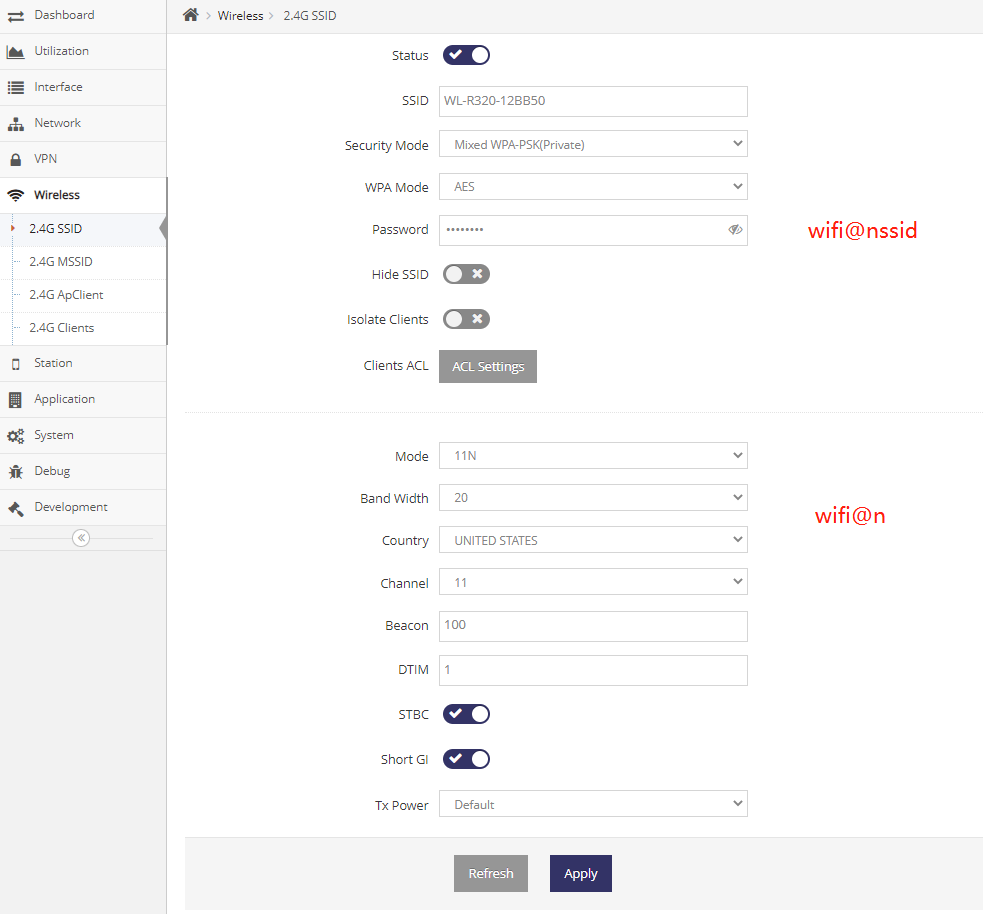 Dashboard
Utilization
Interface
Network
VPN
Wireless
2.4G SSID
2.4G MSSID
2.4G ApClient
2.4G Clients
Station
Application
System
Debug
Development
Wireless > 2.4G SSID
Status
SSID WL-R320-12BB50
Security Mode Mixed WPA-PSK(Private)
WPA Mode AES
Password ········
wifi@nssid
Hide SSID
Isolate Clients
Clients ACL ACL Settings
Mode 11N
Band Width 20
wifi@n
Country UNITED STATES
Channel 11
Beacon 100
DTIM 1
STBC
Short GI
Tx Power Default
Refresh Apply